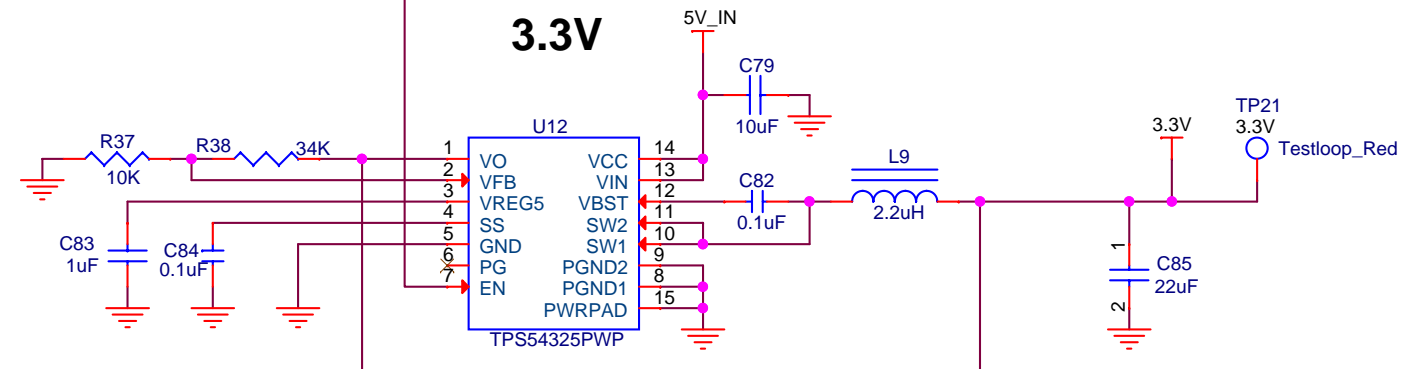 3.3V
5V_IN
C79
10uF
TP21
3.3V
Testloop_Red
3.3V
U12
R37
10K
R38
34K
1 VO
2 VFB
3 VREG5
4 SS
5 GND
6 PG
7 EN
VCC 14
VIN 13
VBST 12
SW2 11
SW1 10
PGND2 9
PGND1 8
PWRPAD 15
TPS54325PWP
C82
0.1uF
L9
2.2uH
C83
1uF
C84
0.1uF
1
C85
22uF
2